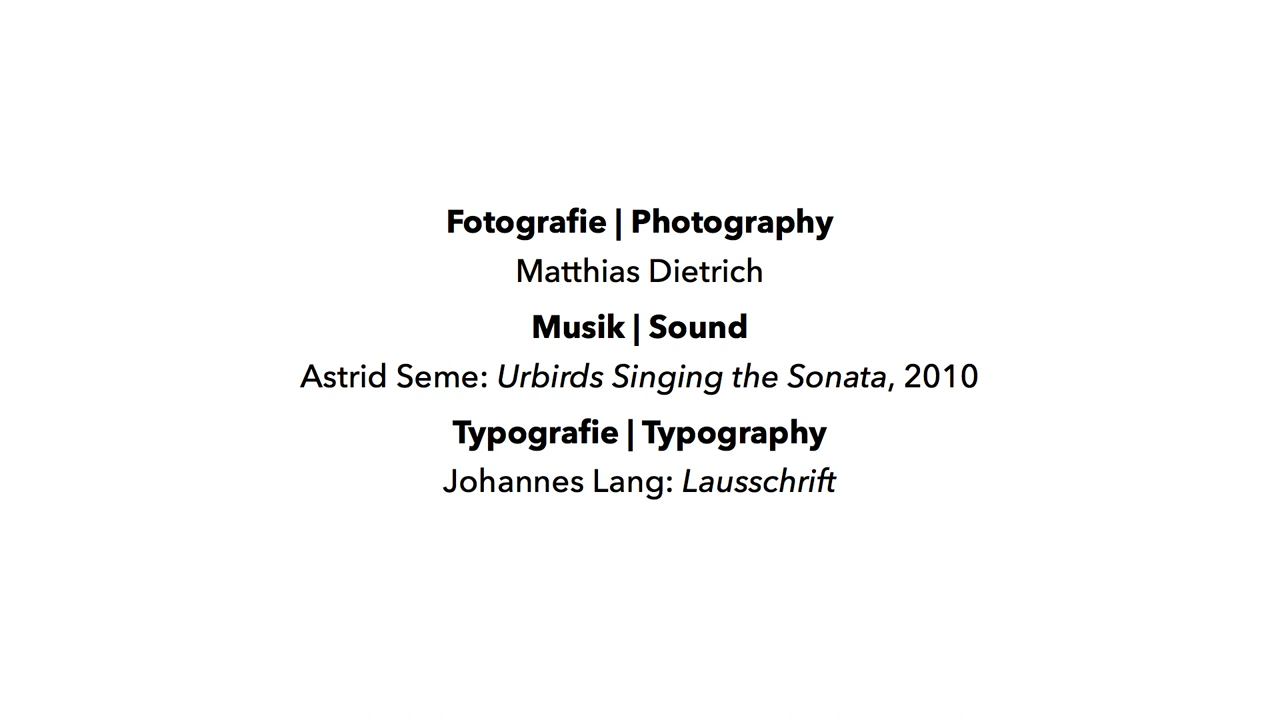 Fotografie | Photography
Matthias Dietrich
Musik | Sound
Astrid Seme: Urbirds Singing the Sonata, 2010
Typografie | Typography
Johannes Lang: Lausschrift